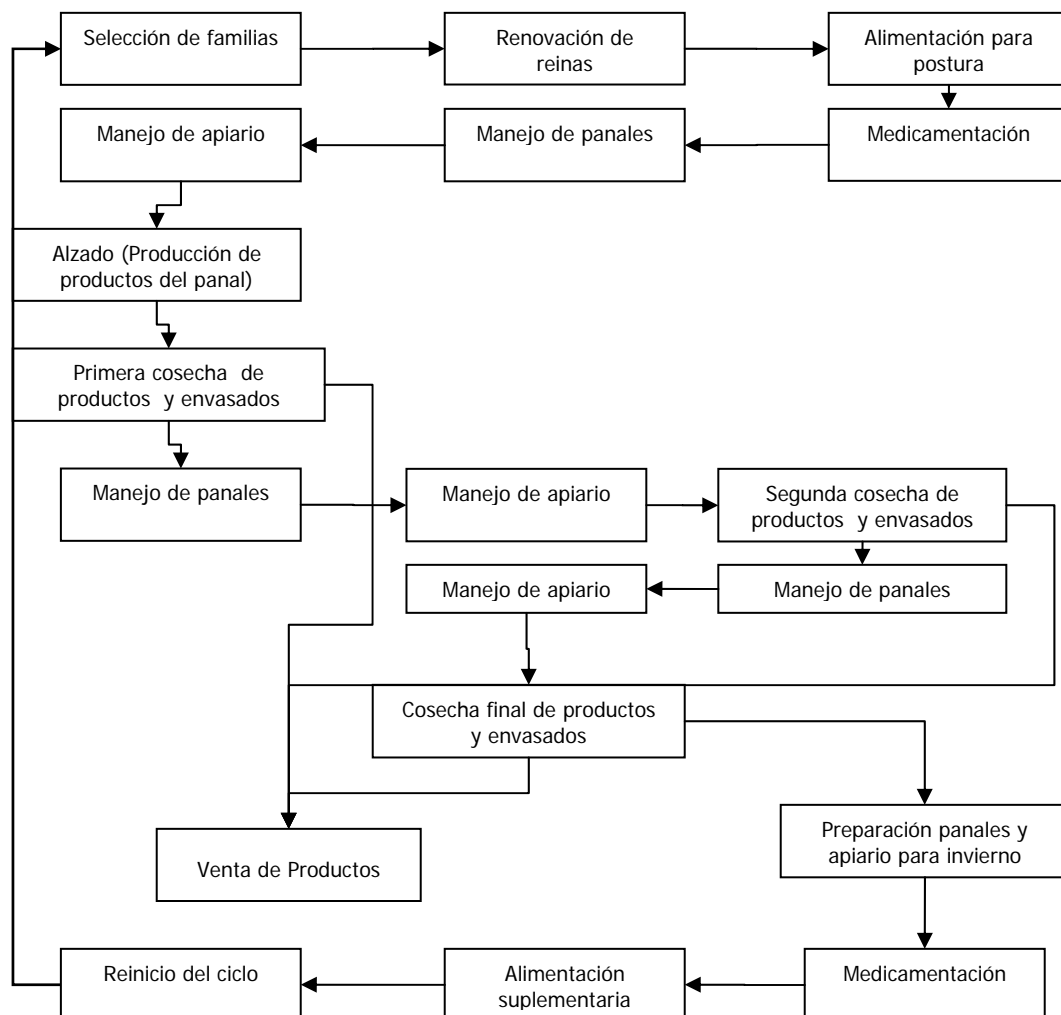 Selección de familias
Renovación de
reinas
Alimentación para
postura
Manejo de apiario
Manejo de panales
Medicamentación
Alzado (Producción de
productos del panal)
Primera cosecha de
productos y envasados
Manejo de panales
Manejo de apiario
Segunda cosecha de
productos y envasados
Manejo de apiario
Manejo de panales
Cosecha final de productos
y envasados
Preparación panales y
apiario para invierno
Venta de Productos
Reinicio del ciclo
Alimentación
suplementaria
Medicamentación